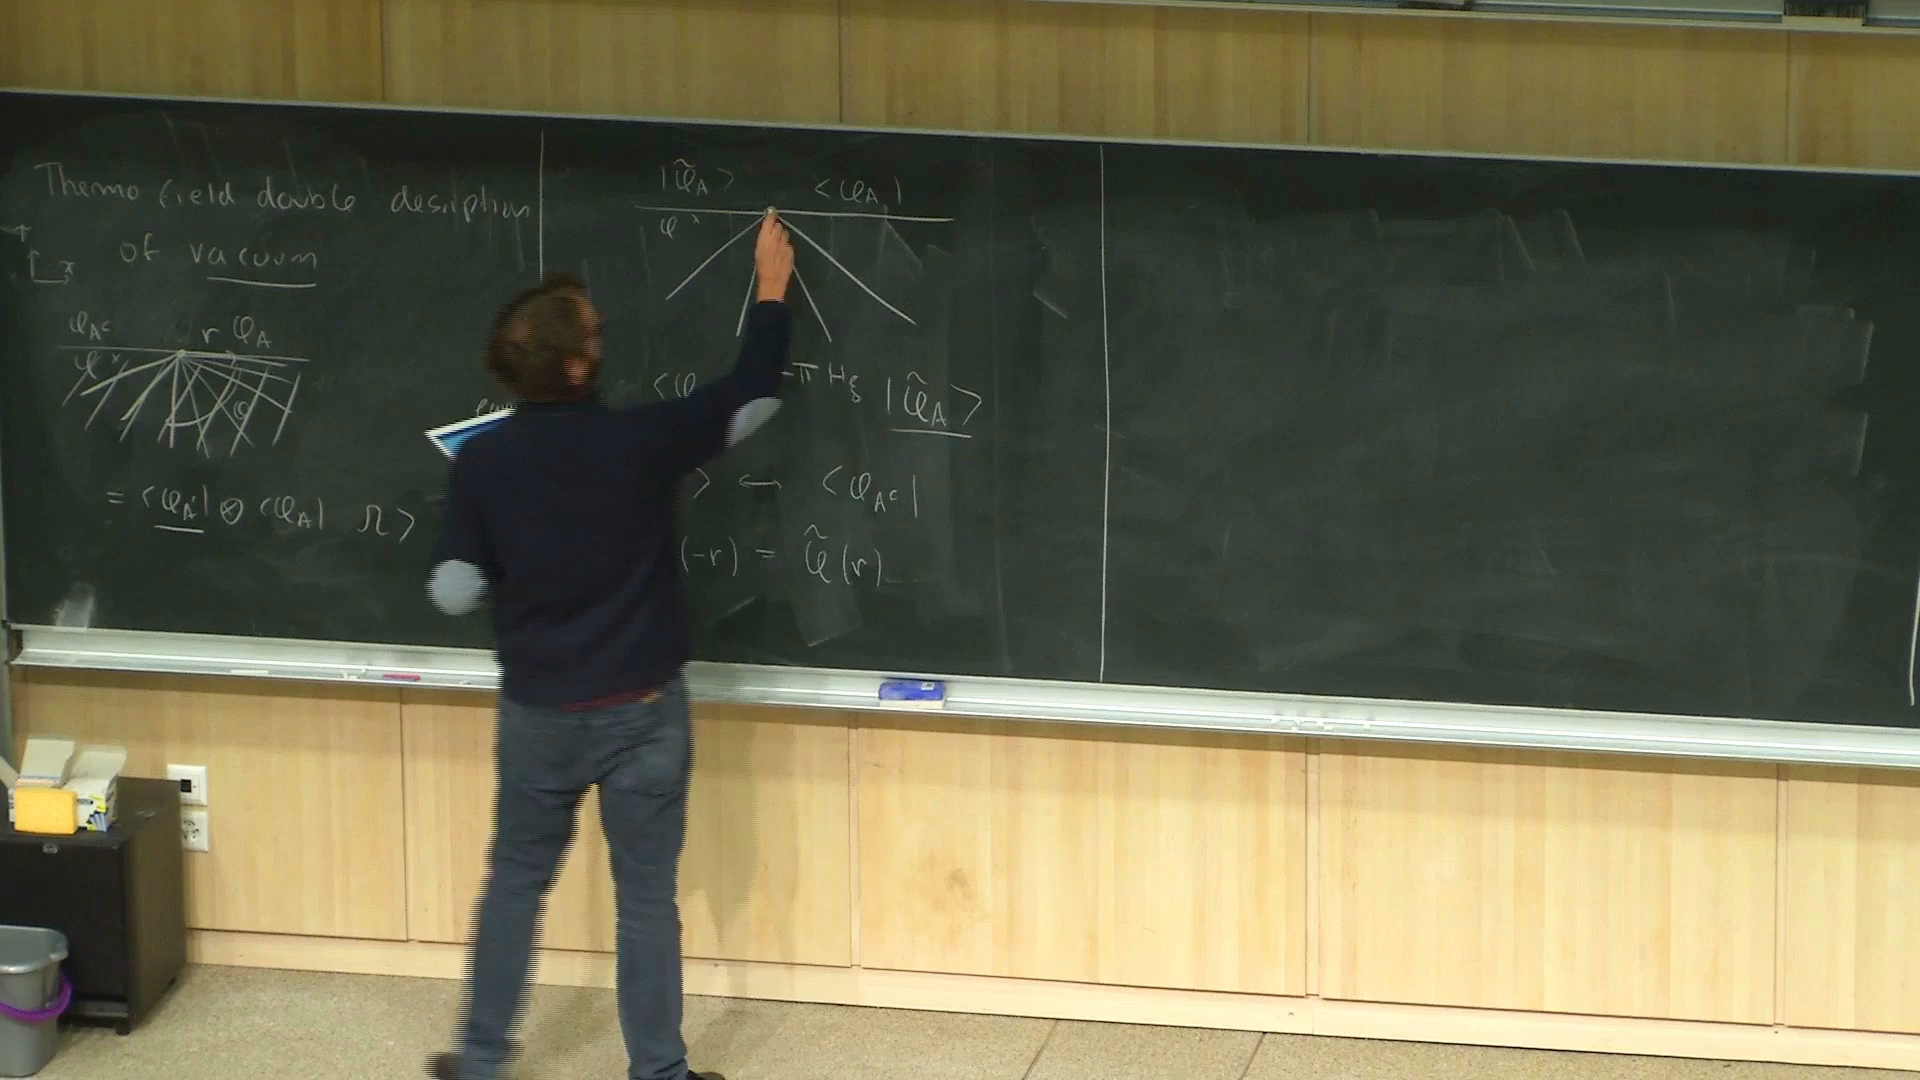 Thermo field double desciption
of vacuum
x
φ_{A^c} r φ_A
φ x
= <φ_{A^c}| ⊗ <φ_A| Ω>
|φ̃_A> <φ_A|
φ x
<φ -π H_ξ |φ̃_A>
> ↔ <φ_{A^c}|
(-r) = φ̃(r)